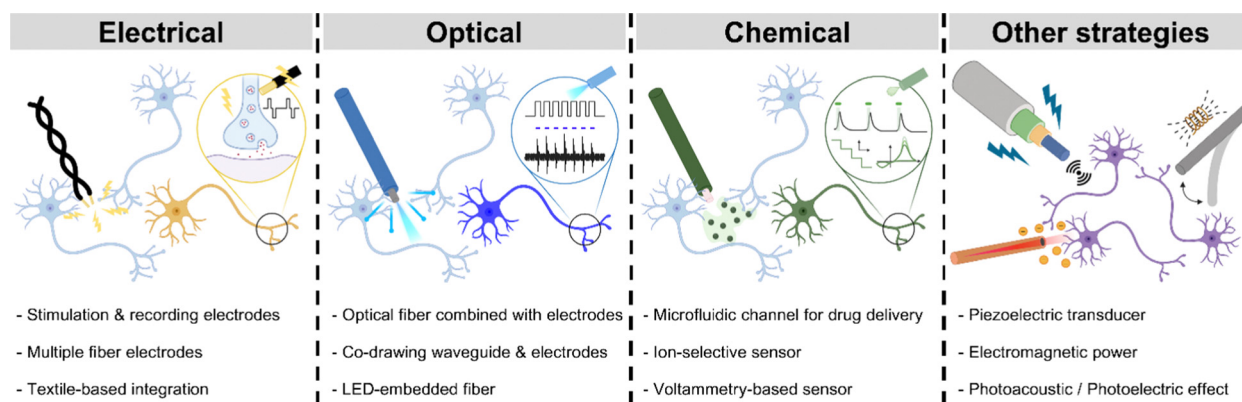 Electrical
Optical
Chemical
Other strategies
- Stimulation & recording electrodes
- Multiple fiber electrodes
- Textile-based integration
- Optical fiber combined with electrodes
- Co-drawing waveguide & electrodes
- LED-embedded fiber
- Microfluidic channel for drug delivery
- Ion-selective sensor
- Voltammetry-based sensor
- Piezoelectric transducer
- Electromagnetic power
- Photoacoustic / Photoelectric effect